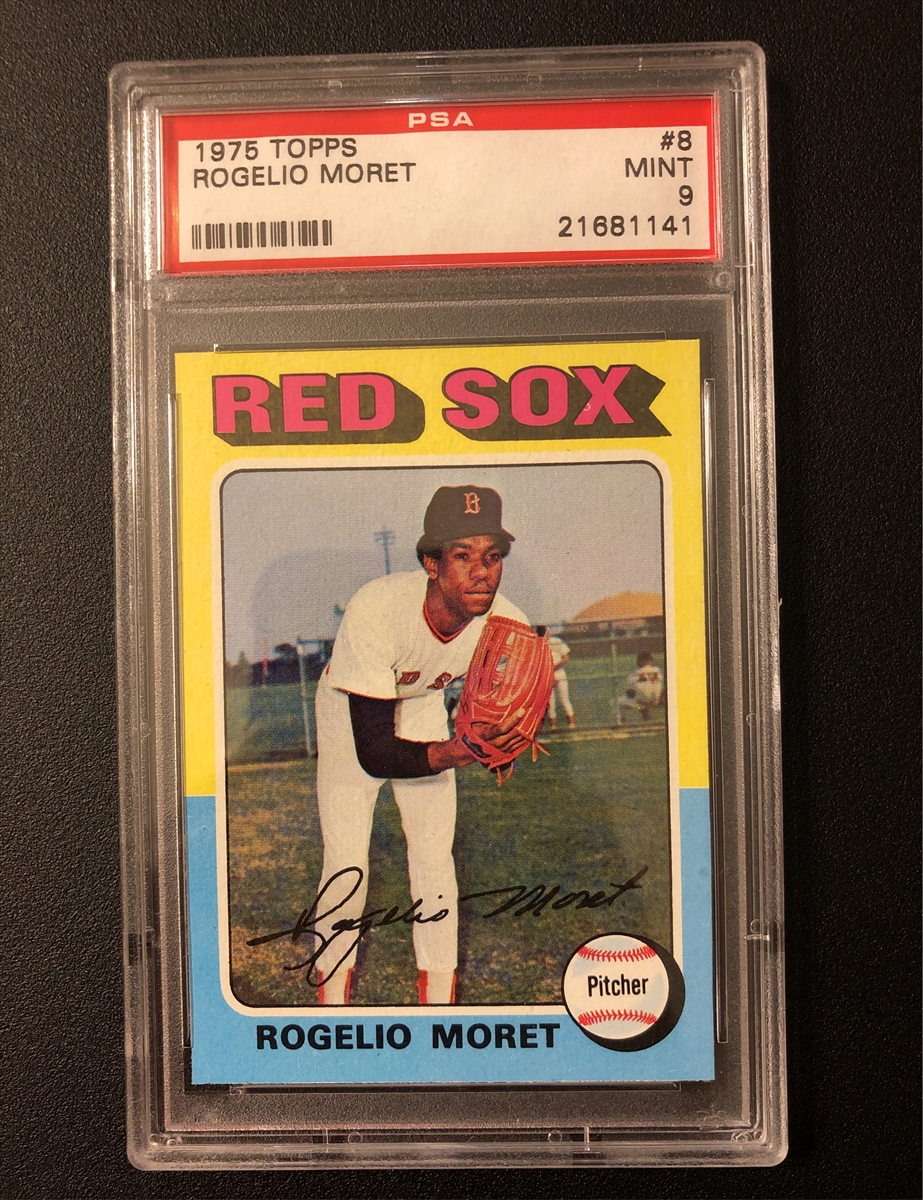 PSA
1975 TOPPS #8
ROGELIO MORET MINT
9
21681141
RED SOX
B
D S
Rogelio Moret
Pitcher
ROGELIO MORET